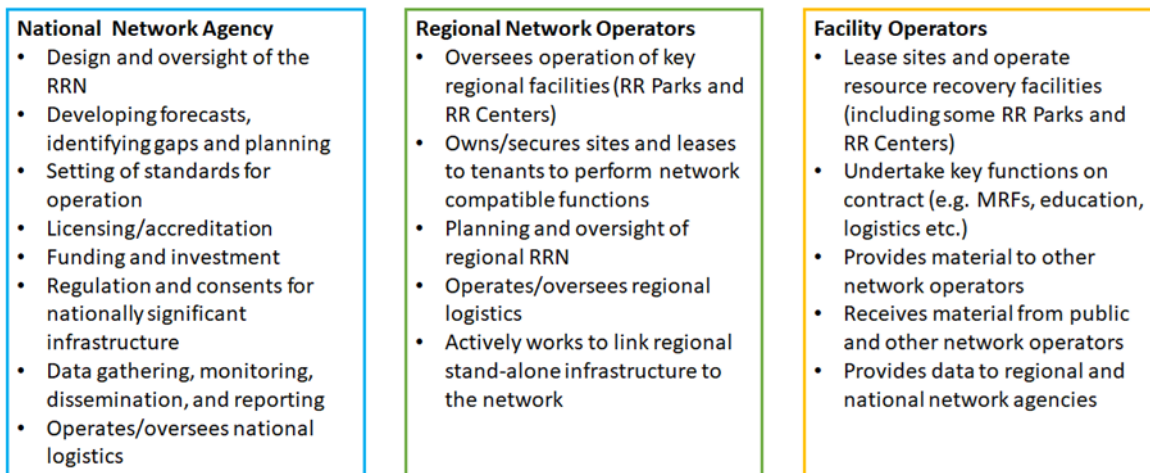 National  Network Agency
• Design and oversight of the
RRN
• Developing forecasts,
identifying gaps and planning
• Setting of standards for
operation
• Licensing/accreditation
• Funding and investment
• Regulation and consents for
nationally significant
infrastructure
• Data gathering, monitoring,
dissemination, and reporting
• Operates/oversees national
logistics
Regional Network Operators
• Oversees operation of key
regional facilities (RR Parks and
RR Centers)
• Owns/secures sites and leases
to tenants to perform network
compatible functions
• Planning and oversight of
regional RRN
• Operates/oversees regional
logistics
• Actively works to link regional
stand-alone infrastructure to
the network
Facility Operators
• Lease sites and operate
resource recovery facilities
(including some RR Parks and
RR Centers)
• Undertake key functions on
contract (e.g. MRFs, education,
logistics etc.)
• Provides material to other
network operators
• Receives material from public
and other network operators
• Provides data to regional and
national network agencies